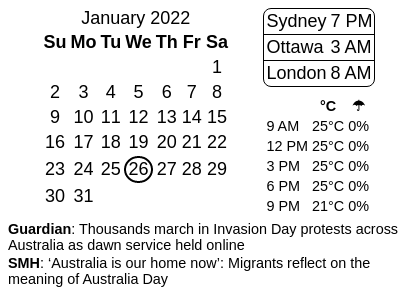 January 2022
Su Mo Tu We Th Fr Sa
1
2 3 4 5 6 7 8
9 10 11 12 13 14 15
16 17 18 19 20 21 22
23 24 25 26 27 28 29
30 31
Sydney 7 PM
Ottawa 3 AM
London 8 AM
°C ☂
9 AM 25°C 0%
12 PM 25°C 0%
3 PM 25°C 0%
6 PM 25°C 0%
9 PM 21°C 0%
Guardian: Thousands march in Invasion Day protests across
Australia as dawn service held online
SMH: ‘Australia is our home now’: Migrants reflect on the
meaning of Australia Day